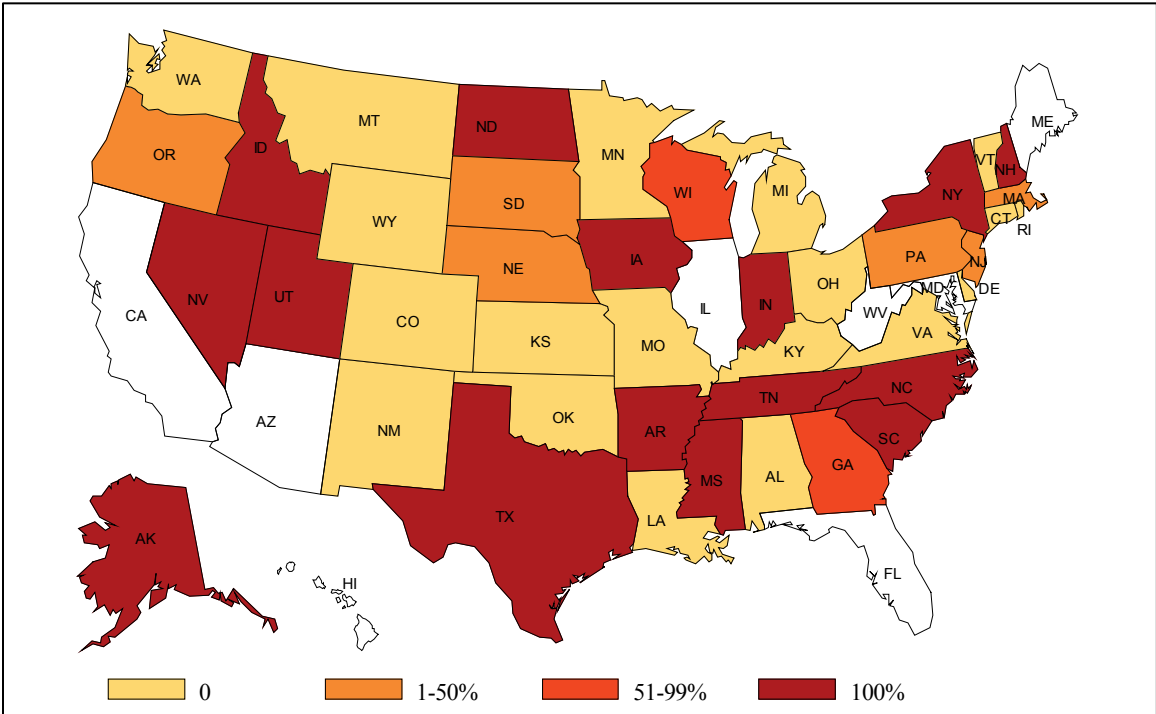 WA
MT
ND
MN
ME
OR
ID
SD
WI
MI
VT
NH
NY
MA
CT
RI
WY
NE
IA
PA
NJ
NV
UT
CO
KS
MO
IL
IN
OH
WV
MD
DE
VA
CA
KY
AZ
NM
OK
AR
TN
NC
SC
MS
AL
GA
TX
LA
AK
HI
FL
0
1-50%
51-99%
100%